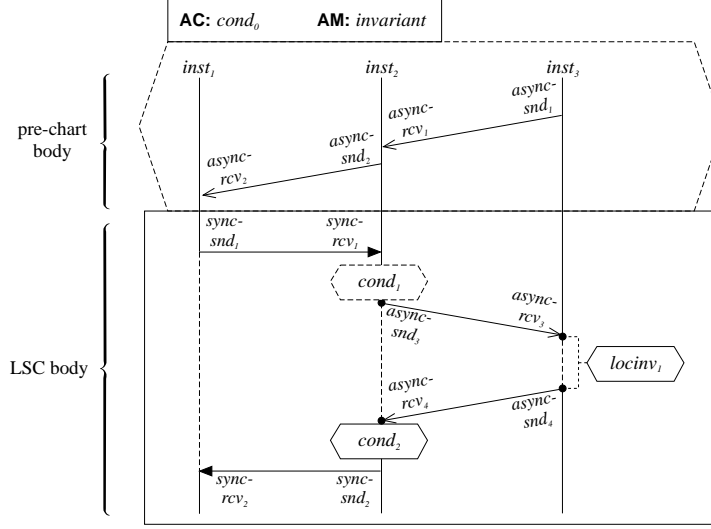 AC: cond₀ AM: invariant
inst₁ inst₂ inst₃
pre-chart
body
async-
snd₁
async-
rcv₁
async-
snd₂
async-
rcv₂
LSC body
sync-
snd₁
sync-
rcv₁
cond₁
async-
snd₃
async-
rcv₃
locinv₁
async-
rcv₄
async-
snd₄
cond₂
sync-
rcv₂
sync-
snd₂